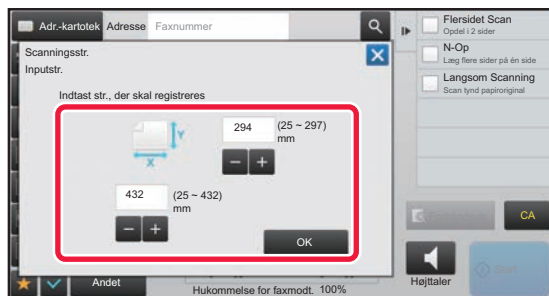 Adr.-kartotek Adresse Faxnummer
Scanningsstr.
Inputstr.
Indtast str., der skal registreres
Y
X
294 (25 ~ 297)
mm
432 (25 ~ 432)
mm
OK
Andet
Hukommelse for faxmodt. 100%
Flersidet Scan
Opdel i 2 sider
N-Op
Læg flere sider på én side
Langsom Scanning
Scan tynd papiroriginal
CA
Højttaler
Start